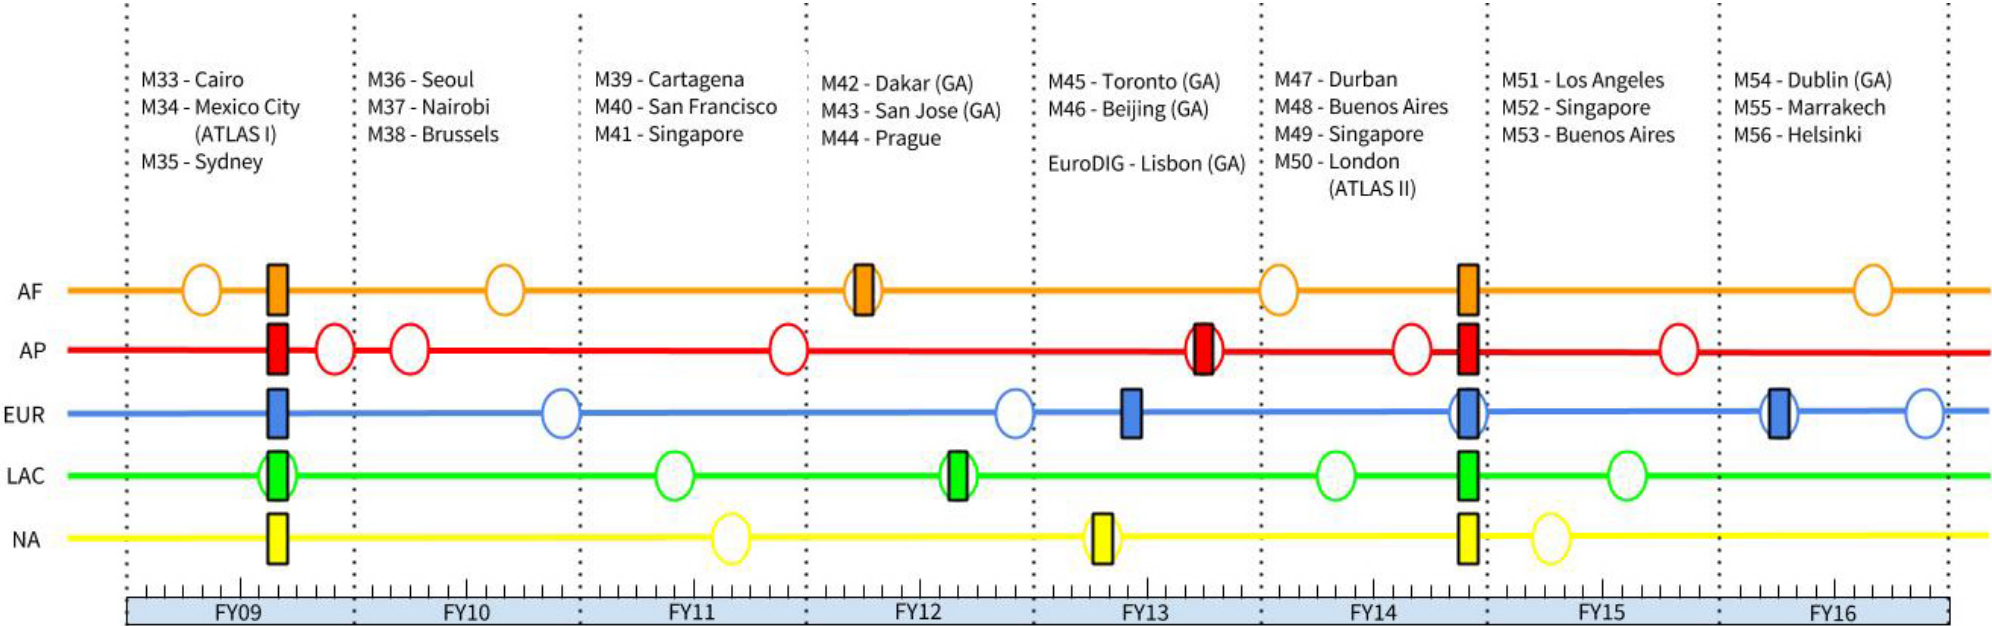 M33 - Cairo
M34 - Mexico City
(ATLAS I)
M35 - Sydney
M36 - Seoul
M37 - Nairobi
M38 - Brussels
M39 - Cartagena
M40 - San Francisco
M41 - Singapore
M42 - Dakar (GA)
M43 - San Jose (GA)
M44 - Prague
M45 - Toronto (GA)
M46 - Beijing (GA)
EuroDIG - Lisbon (GA)
M47 - Durban
M48 - Buenos Aires
M49 - Singapore
M50 - London
(ATLAS II)
M51 - Los Angeles
M52 - Singapore
M53 - Buenos Aires
M54 - Dublin (GA)
M55 - Marrakech
M56 - Helsinki
AF
AP
EUR
LAC
NA
FY09
FY10
FY11
FY12
FY13
FY14
FY15
FY16